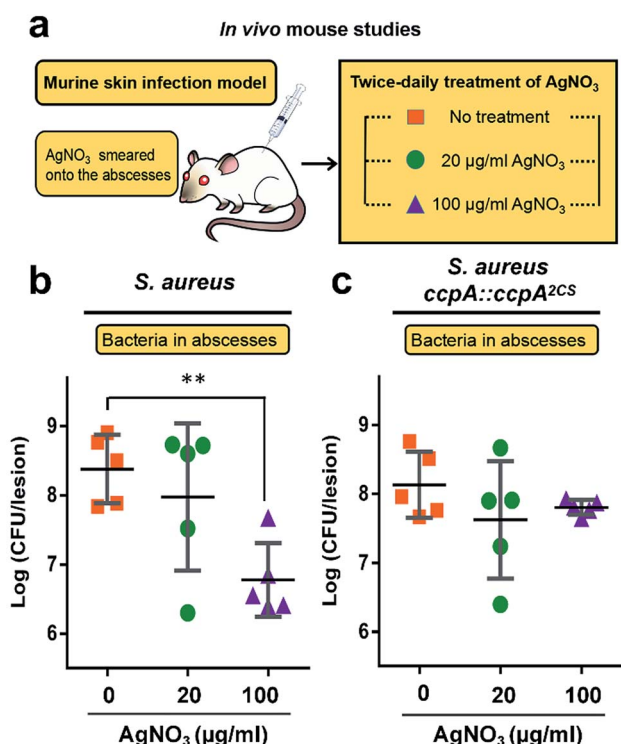 a
In vivo mouse studies
Murine skin infection model
AgNO₃ smeared
onto the abscesses
Twice-daily treatment of AgNO₃
No treatment
20 µg/ml AgNO₃
100 µg/ml AgNO₃
b
S. aureus
Bacteria in abscesses
**
Log (CFU/lesion)
9
8
7
6
0
20
100
AgNO₃ (µg/ml)
c
S. aureus
ccpA::ccpA²ᶜˢ
Bacteria in abscesses
Log (CFU/lesion)
9
8
7
6
0
20
100
AgNO₃ (µg/ml)